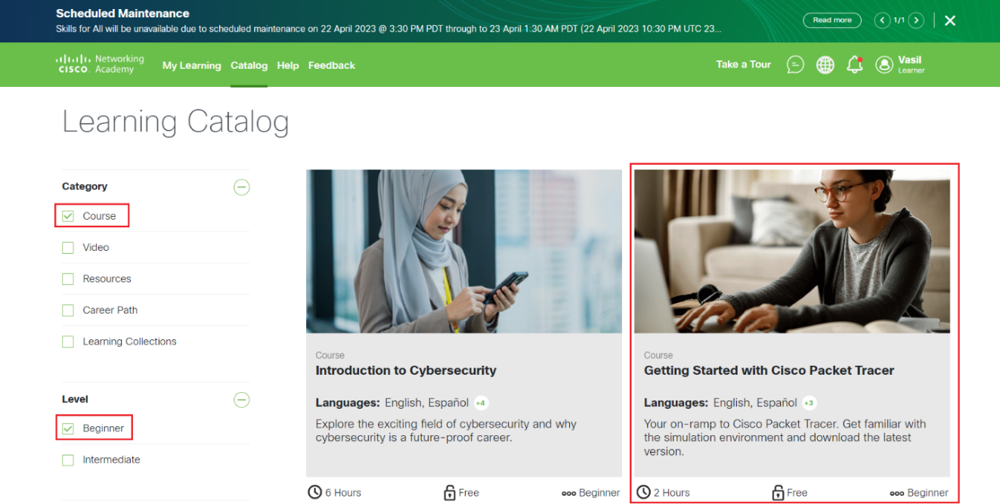 Scheduled Maintenance
Skills for All will be unavailable due to scheduled maintenance on 22 April 2023 @ 3:30 PM PDT through to 23 April 1:30 AM PDT (22 April 2023 10:30 PM UTC 23...
Read more
1/1
Networking
CISCO Academy
My Learning Catalog Help Feedback
Take a Tour
Vasil
Learner
Learning Catalog
Category
Course
Video
Resources
Career Path
Learning Collections
Level
Beginner
Intermediate
Course
Introduction to Cybersecurity
Languages: English, Español +4
Explore the exciting field of cybersecurity and why
cybersecurity is a future-proof career.
6 Hours Free Beginner
Course
Getting Started with Cisco Packet Tracer
Languages: English, Español +3
Your on-ramp to Cisco Packet Tracer. Get familiar with
the simulation environment and download the latest
version.
2 Hours Free Beginner